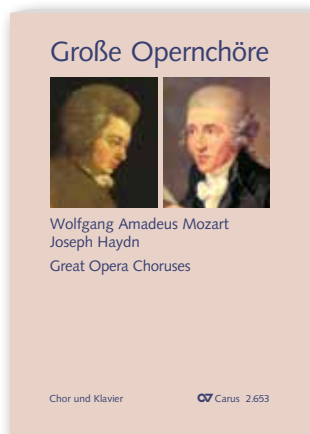 Große Opernchöre
Wolfgang Amadeus Mozart
Joseph Haydn
Great Opera Choruses
Chor und Klavier
Carus 2.653